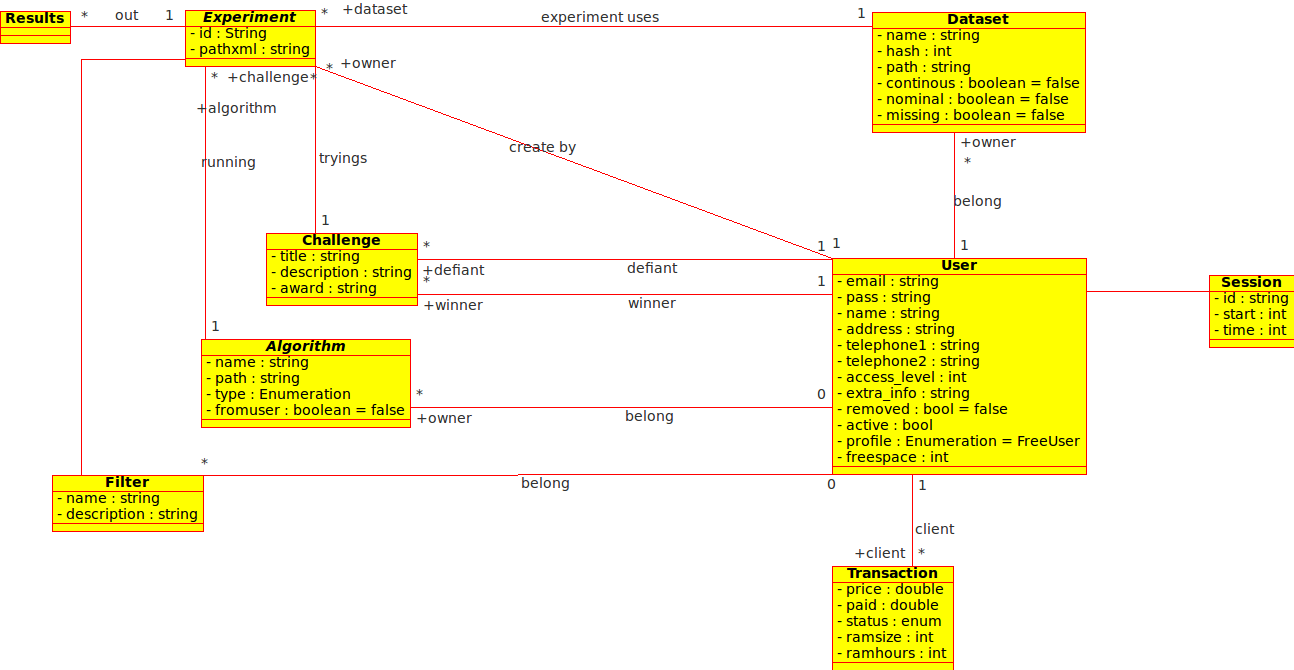 Results
*
out
1
Experiment
- id : String
- pathxml : string
*
+dataset
experiment uses
1
Dataset
- name : string
- hash : int
- path : string
- continous : boolean = false
- nominal : boolean = false
- missing : boolean = false
* +challenge*
* +owner
+algorithm
running
tryings
create by
+owner
*
belong
1
1
Challenge
- title : string
- description : string
- award : string
*
+defiant
defiant
1
1
*
+winner
winner
1
User
- email : string
- pass : string
- name : string
- address : string
- telephone1 : string
- telephone2 : string
- access_level : int
- extra_info : string
- removed : bool = false
- active : bool
- profile : Enumeration = FreeUser
- freespace : int
Session
- id : string
- start : int
- time : int
1
Algorithm
- name : string
- path : string
- type : Enumeration
- fromuser : boolean = false
*
+owner
belong
0
*
Filter
- name : string
- description : string
belong
0
1
client
+client *
Transaction
- price : double
- paid : double
- status : enum
- ramsize : int
- ramhours : int